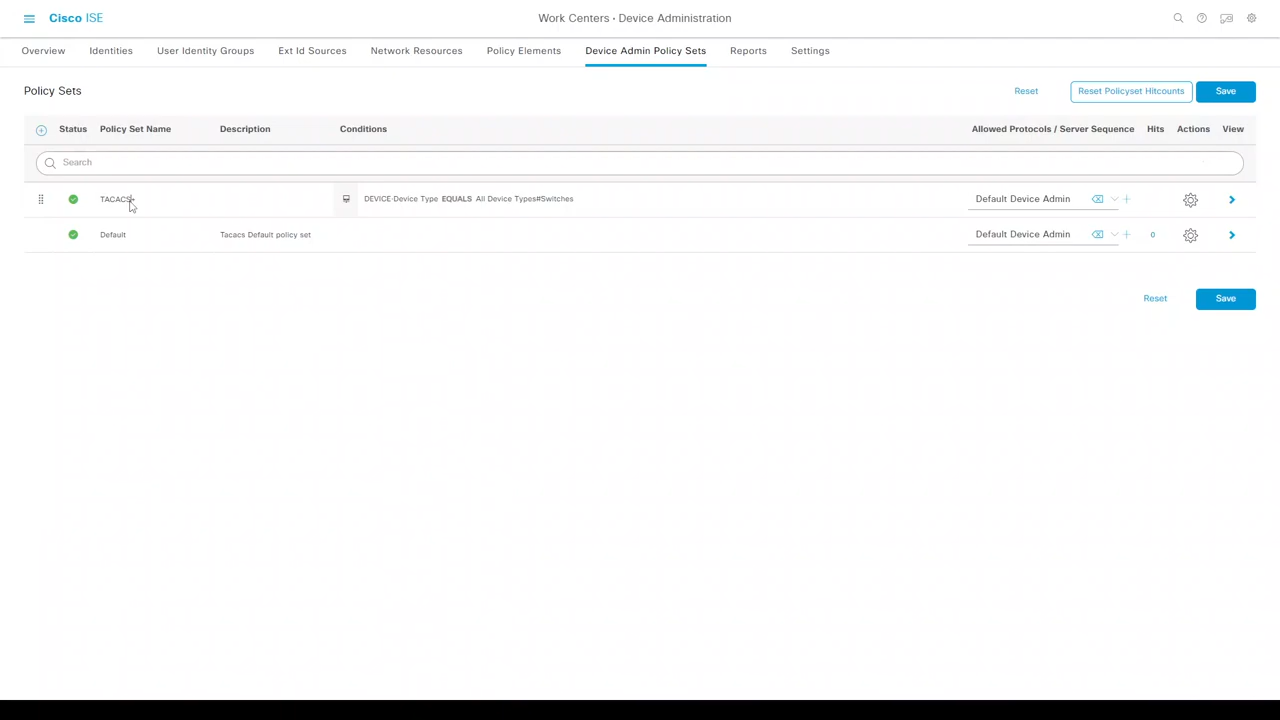 Cisco ISE
Work Centers · Device Administration
Overview Identities User Identity Groups Ext Id Sources Network Resources Policy Elements Device Admin Policy Sets Reports Settings
Policy Sets
Reset Reset Policyset Hitcounts Save
Status Policy Set Name Description Conditions Allowed Protocols / Server Sequence Hits Actions View
Search
TACACS+ DEVICE·Device Type EQUALS All Device Types#Switches Default Device Admin
Default Tacacs Default policy set Default Device Admin 0
Reset Save